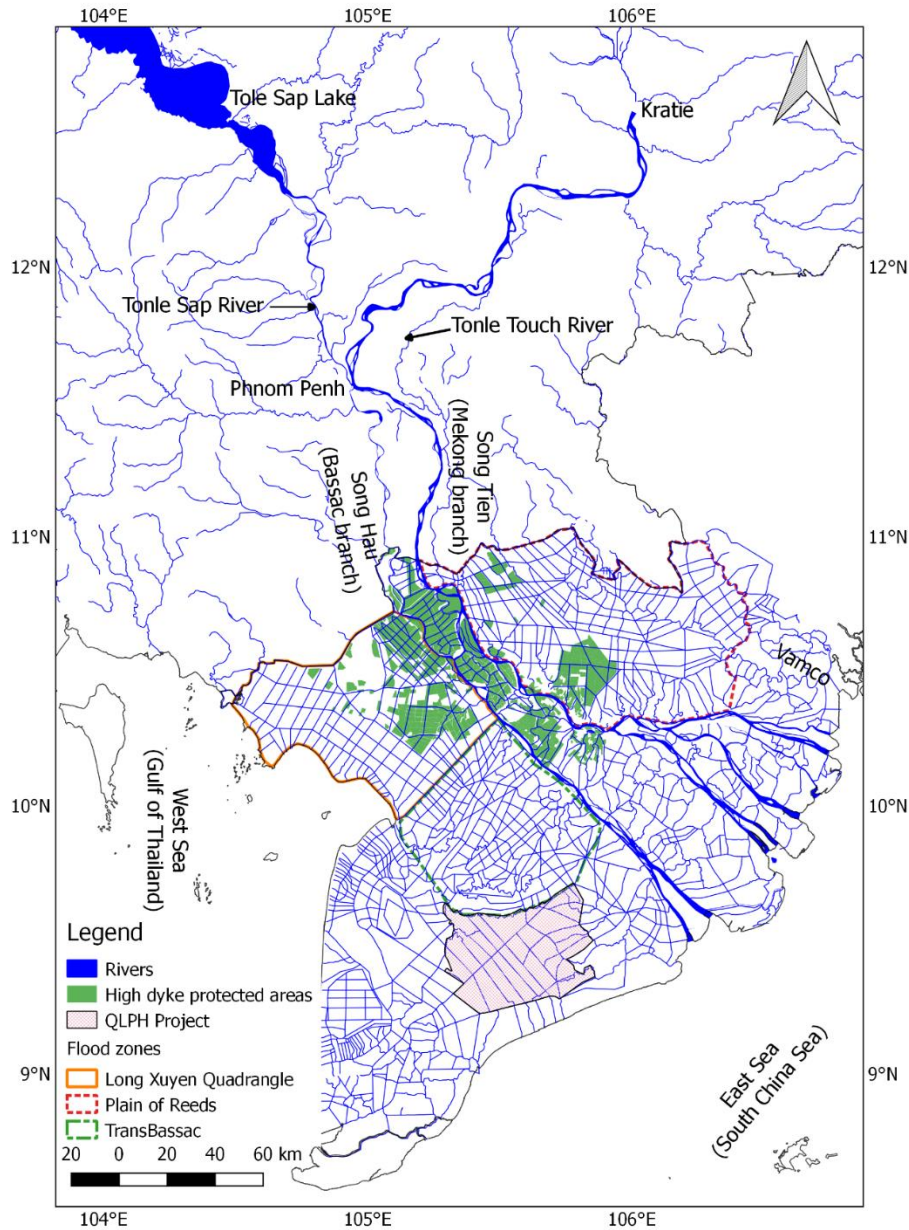 104°E
105°E
106°E
Tole Sap Lake
Kratie
12°N
12°N
Tonle Sap River
Tonle Touch River
Phnom Penh
Song Tien
(Mekong branch)
Song Hau
(Bassac branch)
11°N
11°N
Vamco
10°N
10°N
West Sea
(Gulf of Thailand)
Legend
Rivers
High dyke protected areas
QLPH Project
Flood zones
Long Xuyen Quadrangle
Plain of Reeds
TransBassac
20 0 20 40 60 km
9°N
9°N
East Sea
(South China Sea)
104°E
105°E
106°E